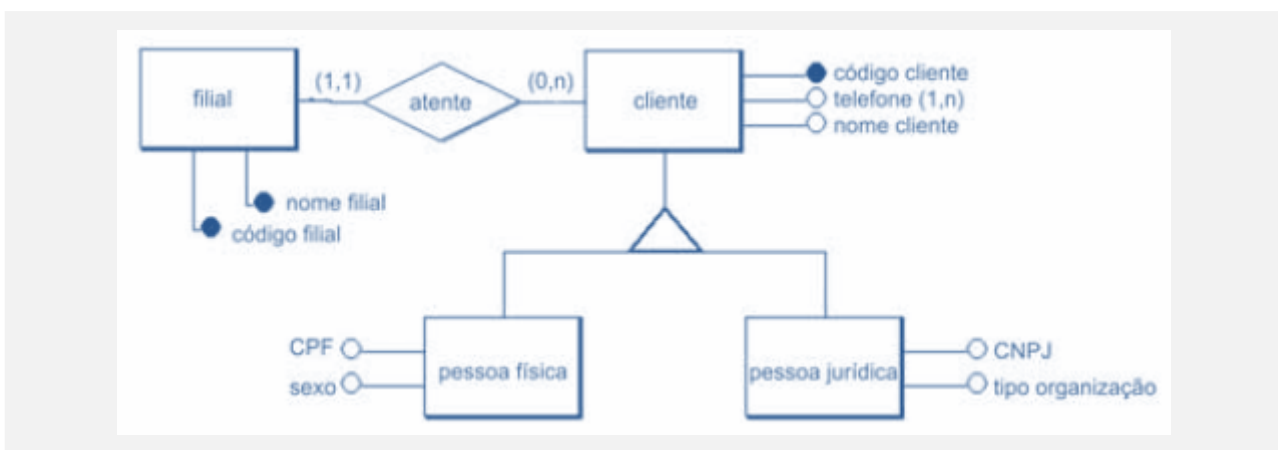 filial
(1,1)
atente
(0,n)
cliente
código cliente
telefone (1,n)
nome cliente
nome filial
código filial
CPF
sexo
pessoa física
pessoa jurídica
CNPJ
tipo organização